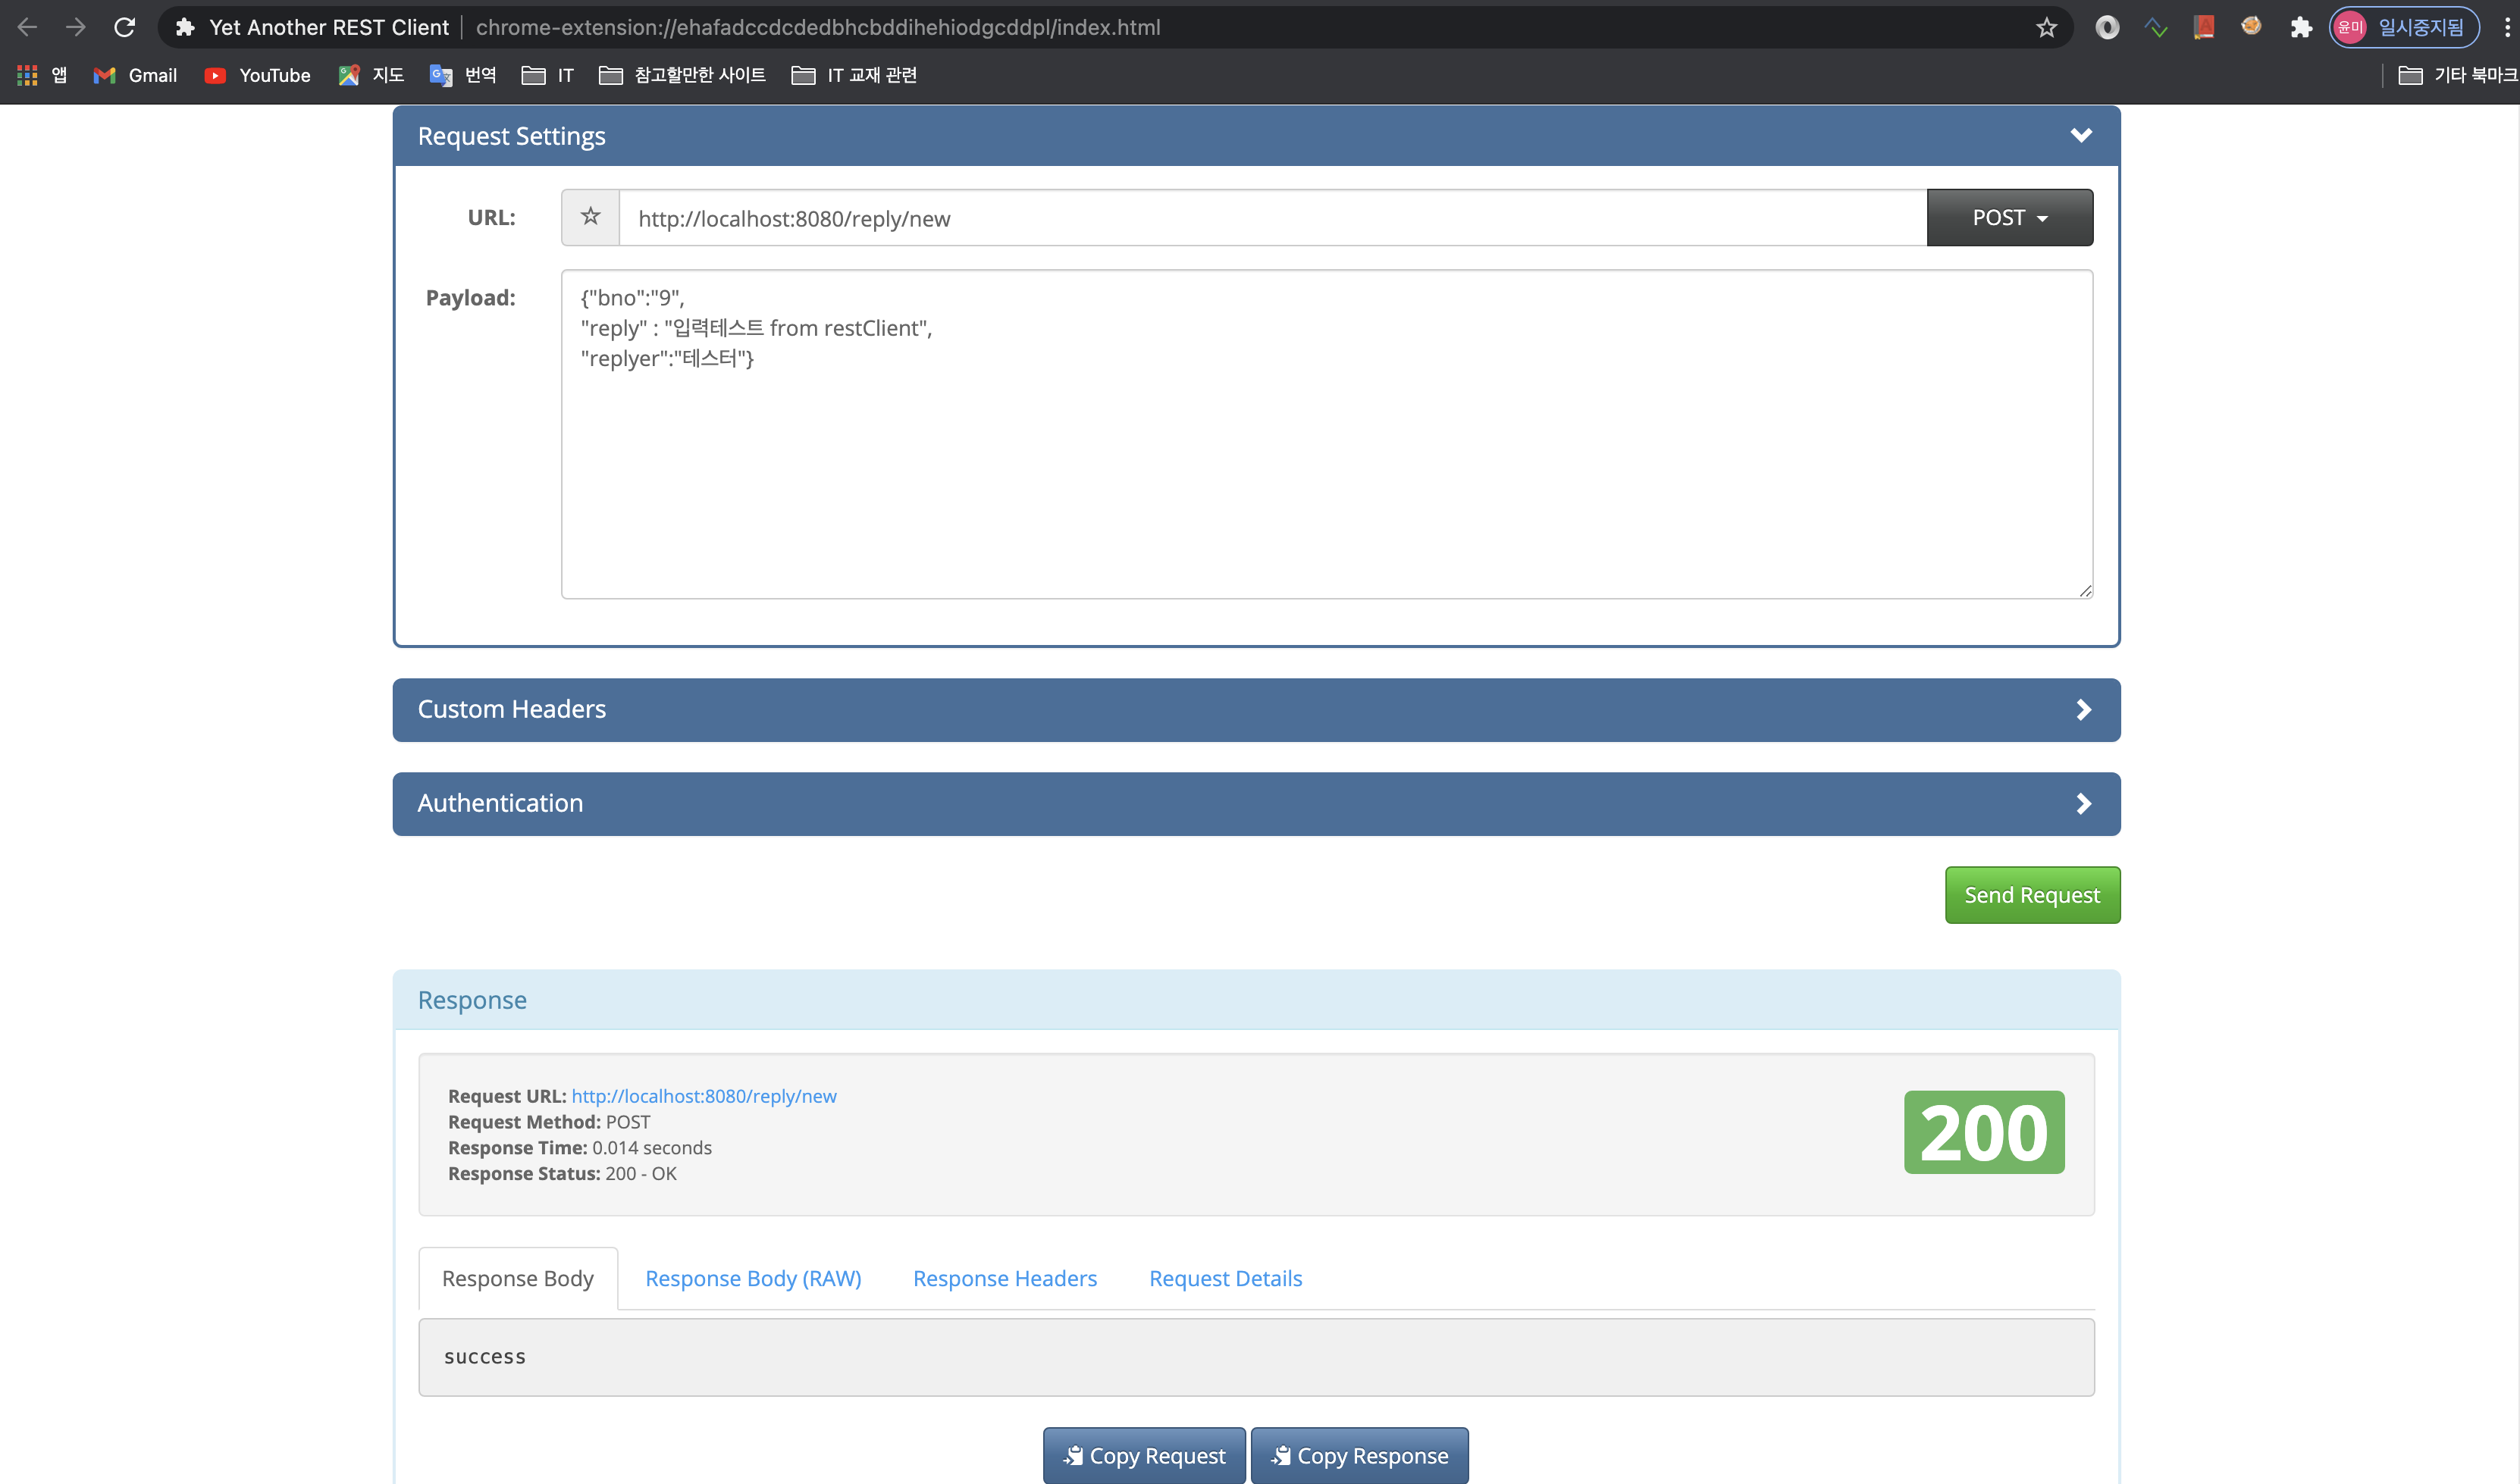 Yet Another REST Client | chrome-extension://ehafadccdcdedbhcbddihehiodgcddpl/index.html 윤미 일시중지됨
앱 Gmail YouTube 지도 번역 IT 참고할만한 사이트 IT 교재 관련 기타 북마크
Request Settings
URL: http://localhost:8080/reply/new POST
Payload: {"bno":"9",
"reply" : "입력테스트 from restClient",
"replyer":"테스터"}
Custom Headers
Authentication
Send Request
Response
Request URL: http://localhost:8080/reply/new
Request Method: POST
Response Time: 0.014 seconds
Response Status: 200 - OK
200
Response Body Response Body (RAW) Response Headers Request Details
success
Copy Request Copy Response